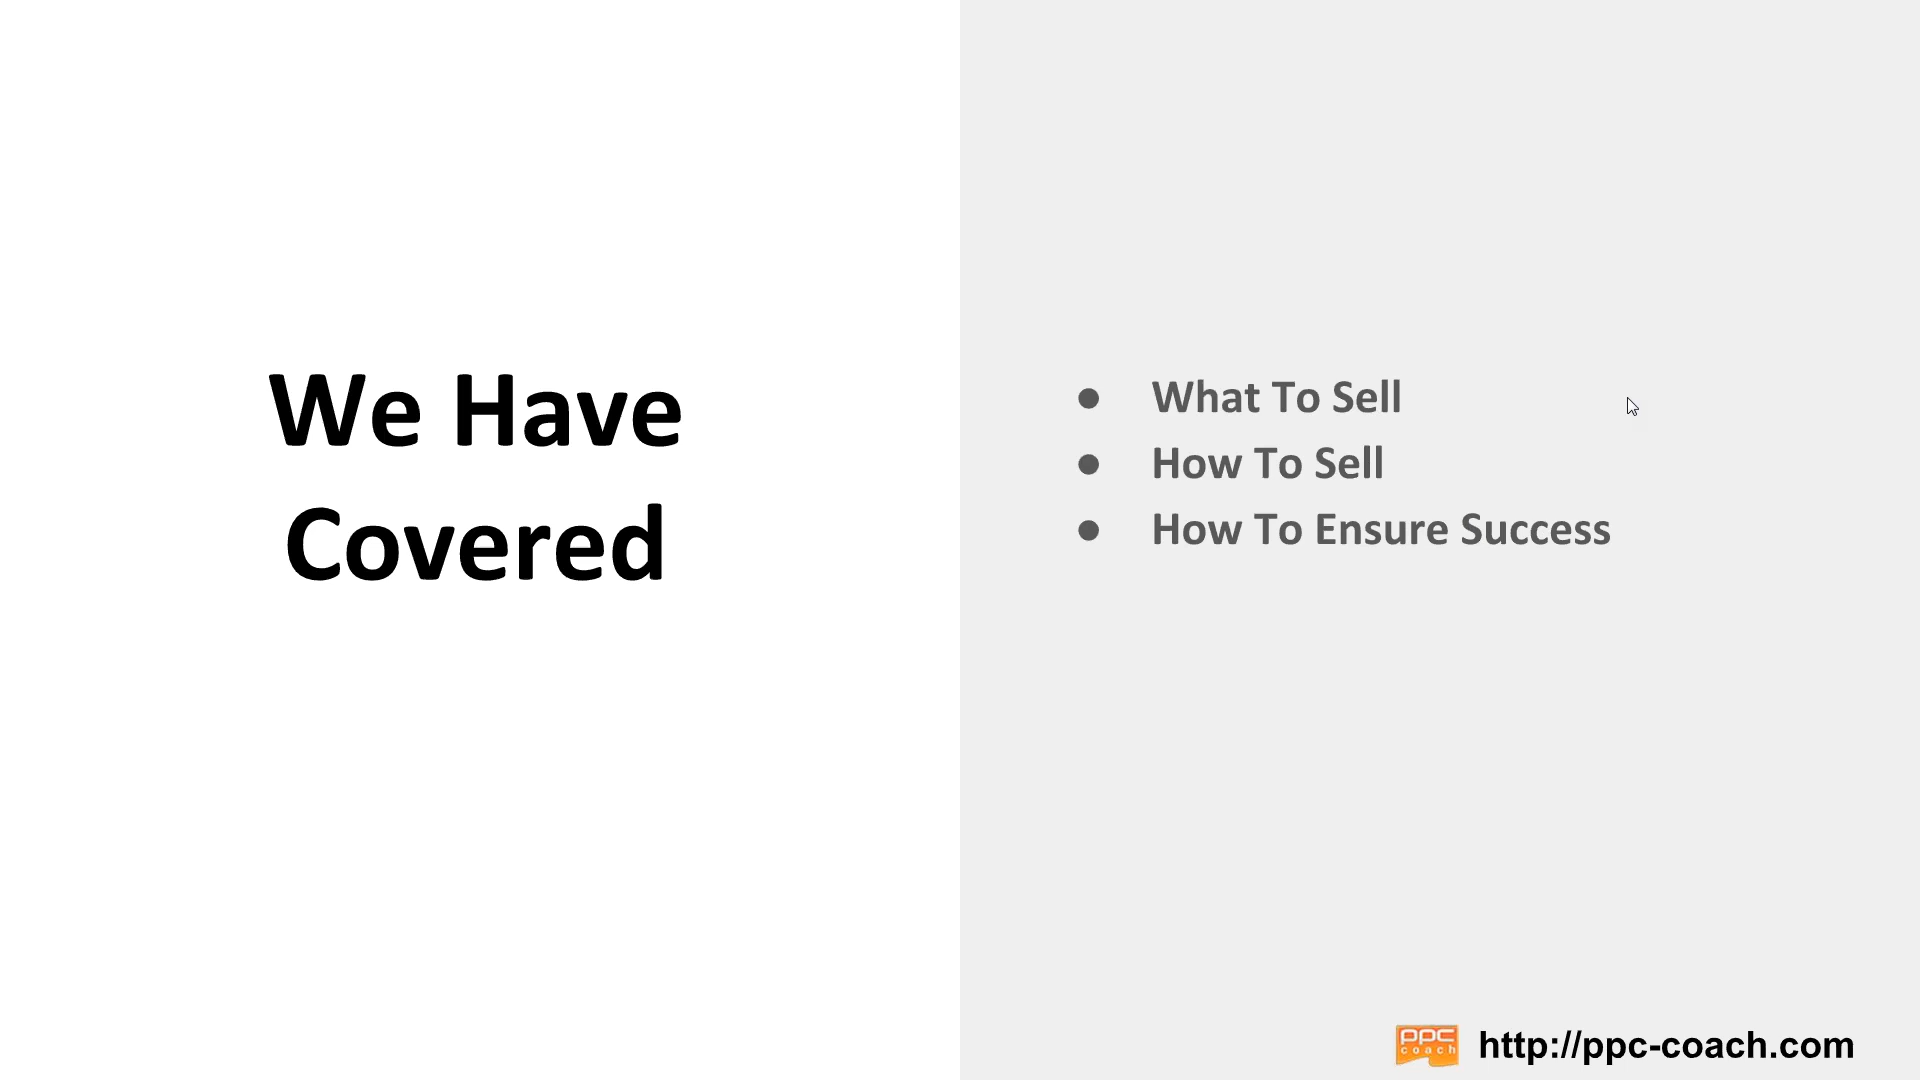 We Have
Covered
● What To Sell
● How To Sell
● How To Ensure Success
ppc
coach
http://ppc-coach.com